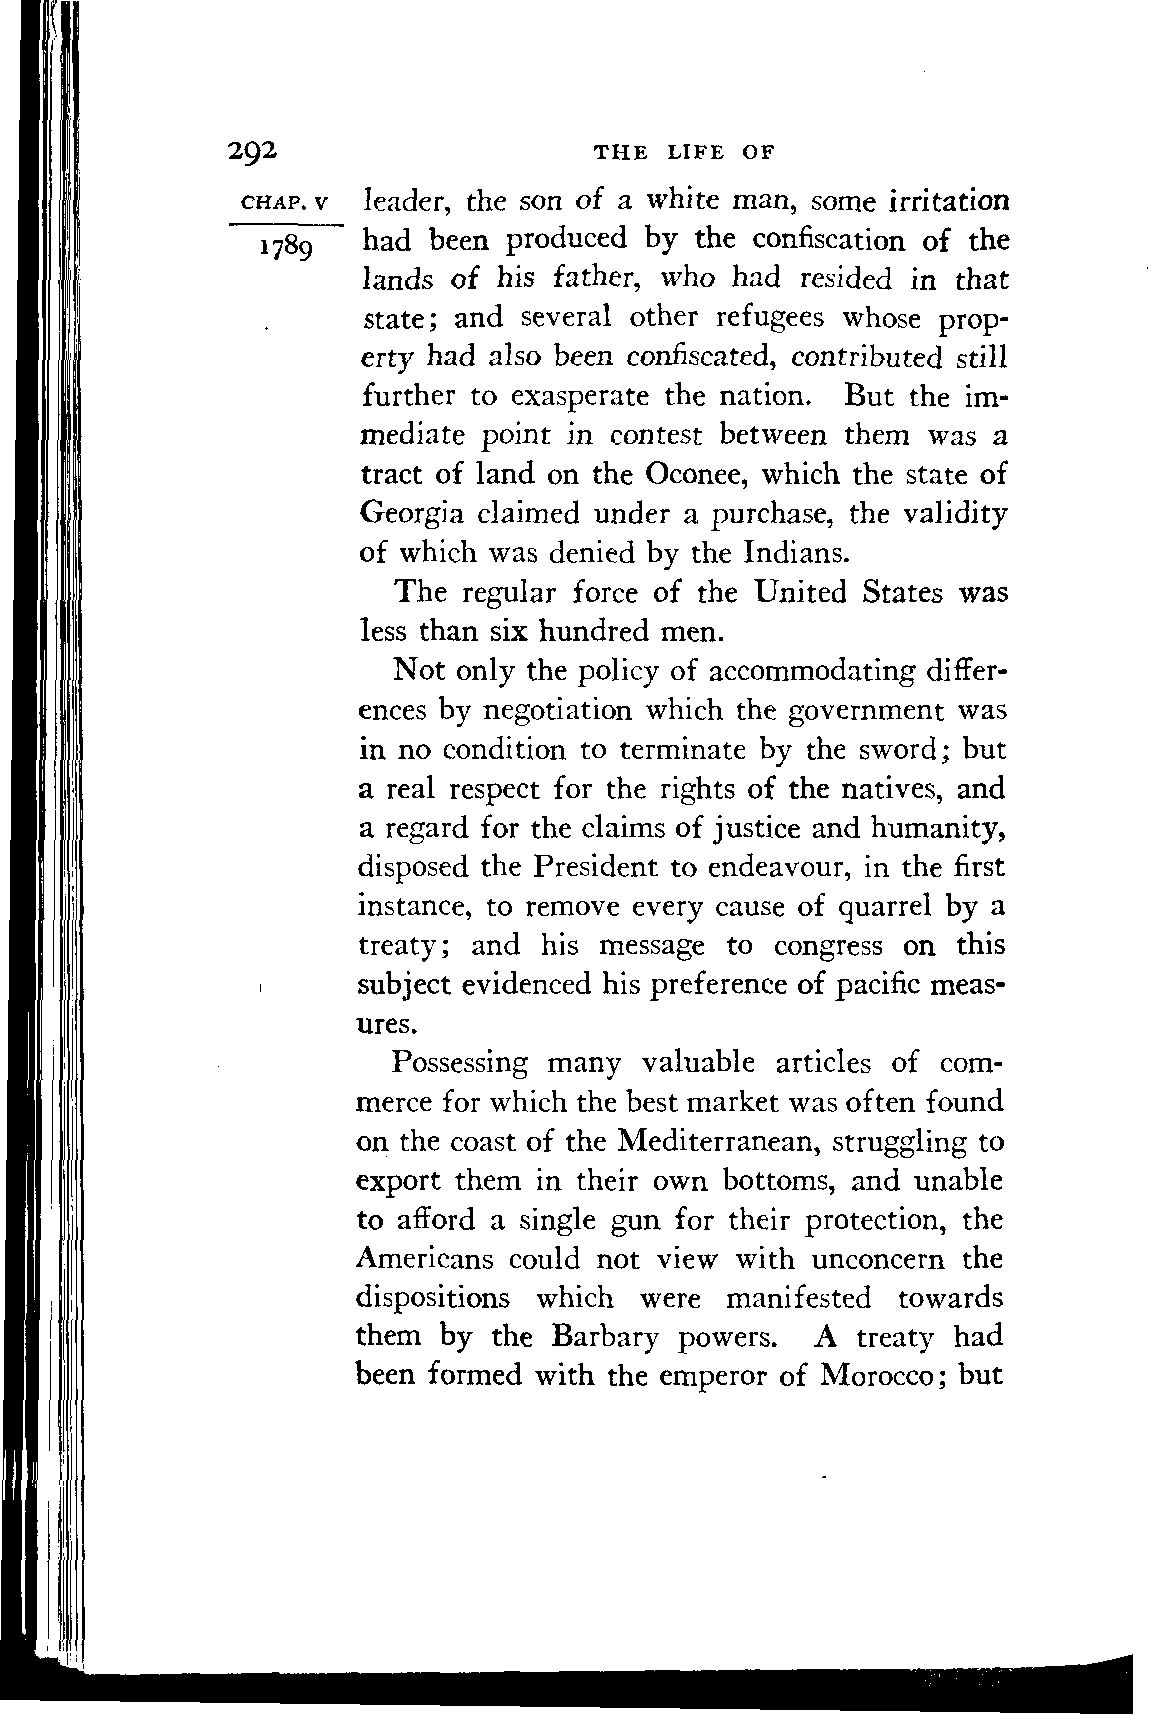 292 THE LIFE OF
CHAP. V
1789
leader, the son of a white man, some irritation
had been produced by the confiscation of the
lands of his father, who had resided in that
state; and several other refugees whose prop-
erty had also been confiscated, contributed still
further to exasperate the nation. But the im-
mediate point in contest between them was a
tract of land on the Oconee, which the state of
Georgia claimed under a purchase, the validity
of which was denied by the Indians.
The regular force of the United States was
less than six hundred men.
Not only the policy of accommodating differ-
ences by negotiation which the government was
in no condition to terminate by the sword; but
a real respect for the rights of the natives, and
a regard for the claims of justice and humanity,
disposed the President to endeavour, in the first
instance, to remove every cause of quarrel by a
treaty; and his message to congress on this
subject evidenced his preference of pacific meas-
ures.
Possessing many valuable articles of com-
merce for which the best market was often found
on the coast of the Mediterranean, struggling to
export them in their own bottoms, and unable
to afford a single gun for their protection, the
Americans could not view with unconcern the
dispositions which were manifested towards
them by the Barbary powers. A treaty had
been formed with the emperor of Morocco; but